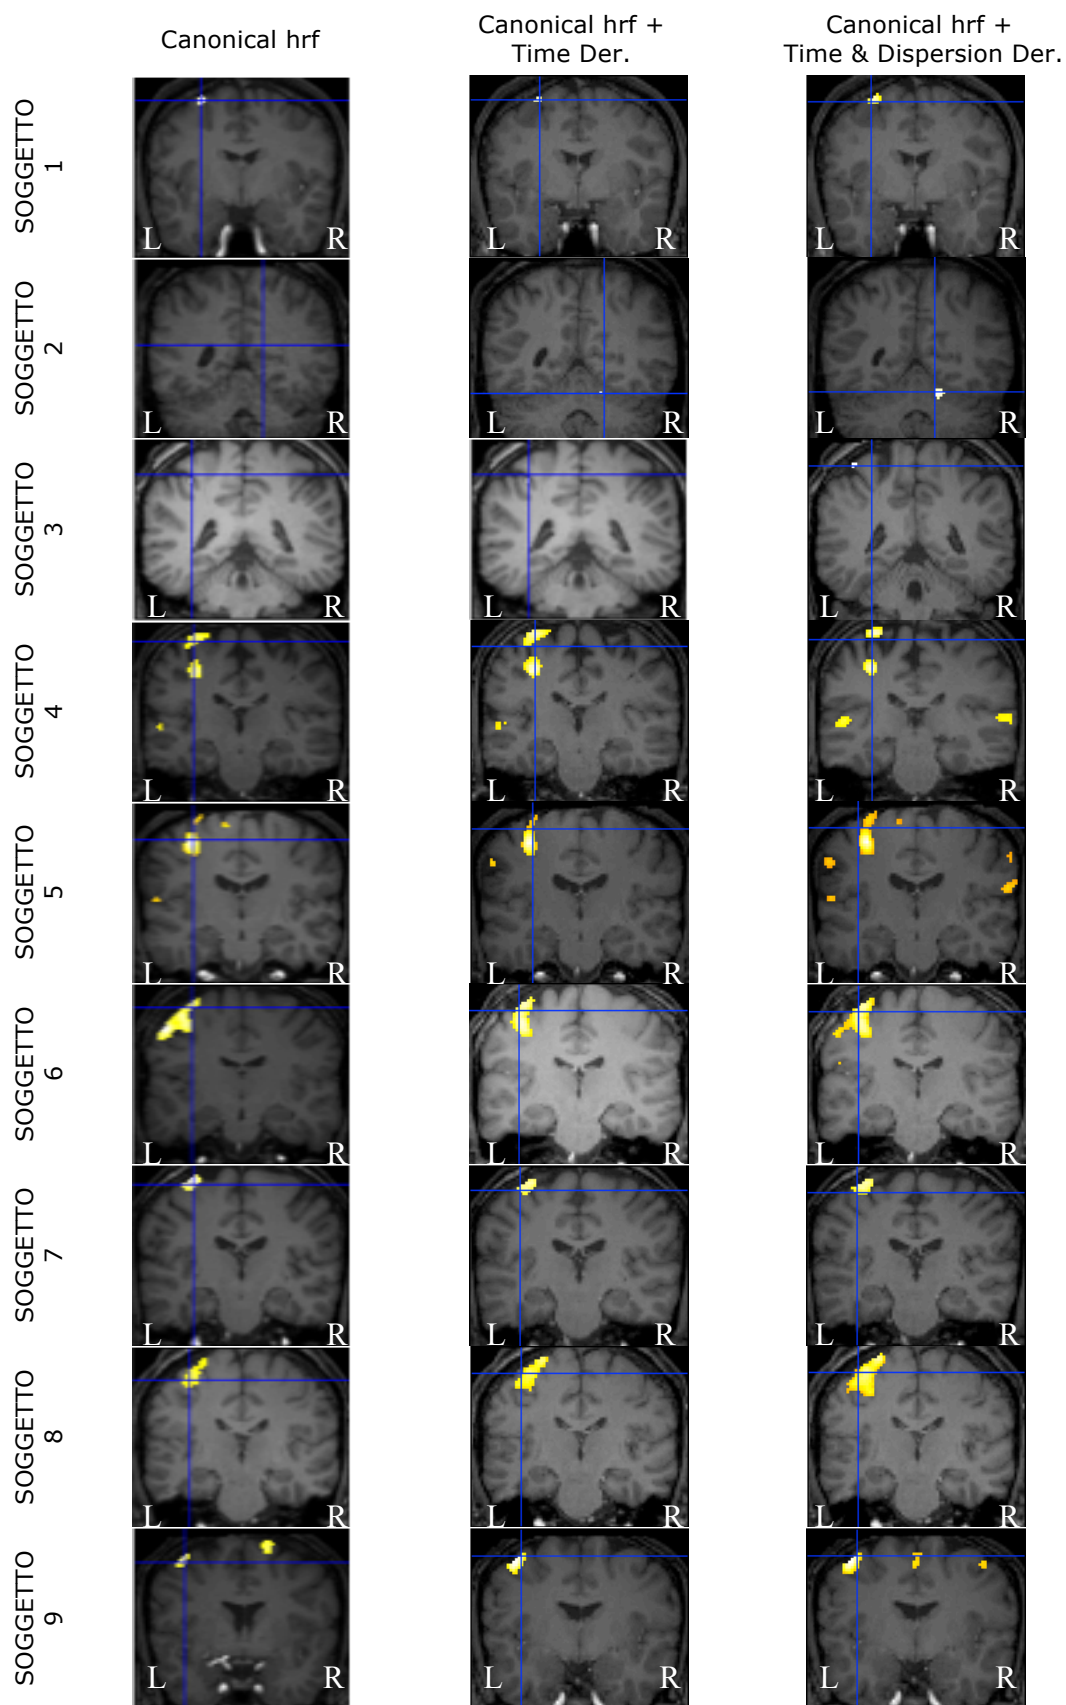 Canonical hrf
Canonical hrf +
Time Der.
Canonical hrf +
Time & Dispersion Der.
SOGGETTO
1
L R
L R
L R
SOGGETTO
2
L R
L R
L R
SOGGETTO
3
L R
L R
L R
SOGGETTO
4
L R
L R
L R
SOGGETTO
5
L R
L R
L R
SOGGETTO
6
L R
L R
L R
SOGGETTO
7
L R
L R
L R
SOGGETTO
8
L R
L R
L R
SOGGETTO
9
L R
L R
L R